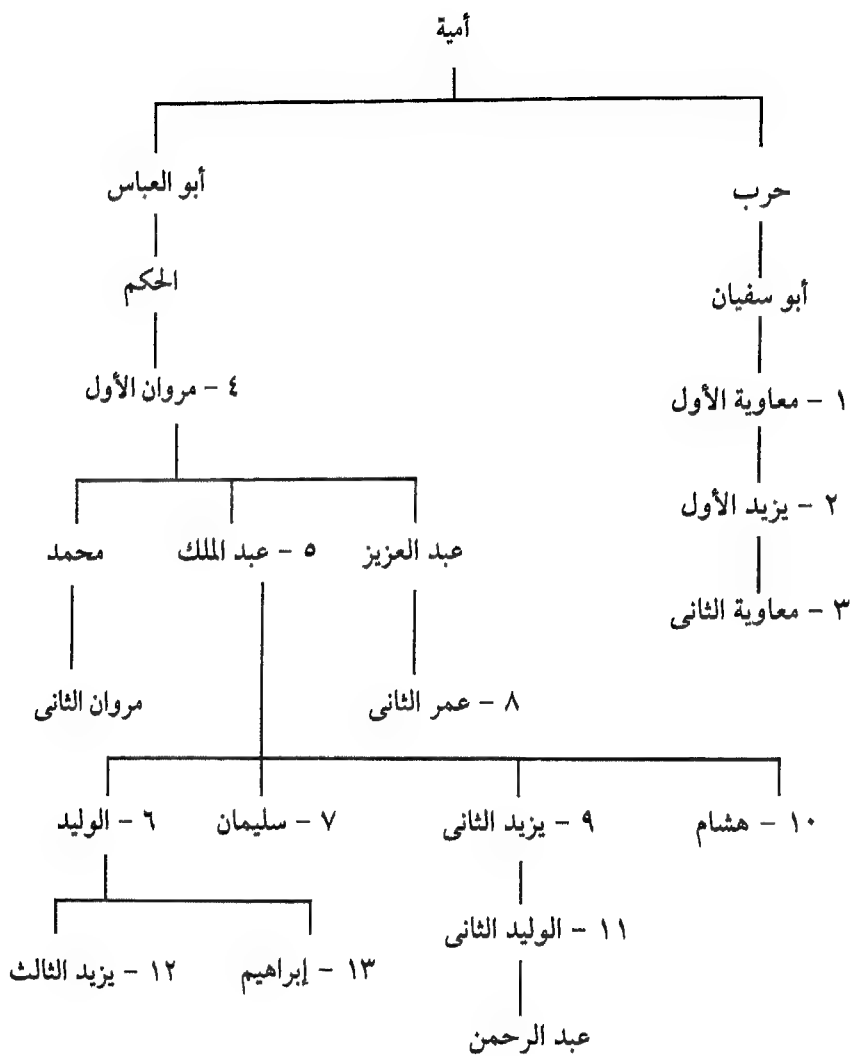 أمية
حرب
أبو العباس
الحكم
أبو سفيان
٤ - مروان الأول
١ - معاوية الأول
٢ - يزيد الأول
عبد العزيز
٥ - عبد الملك
محمد
٣ - معاوية الثانى
٨ - عمر الثانى
مروان الثانى
١٠ - هشام
٩ - يزيد الثانى
٧ - سليمان
٦ - الوليد
١١ - الوليد الثانى
١٣ - إبراهيم
١٢ - يزيد الثالث
عبد الرحمن